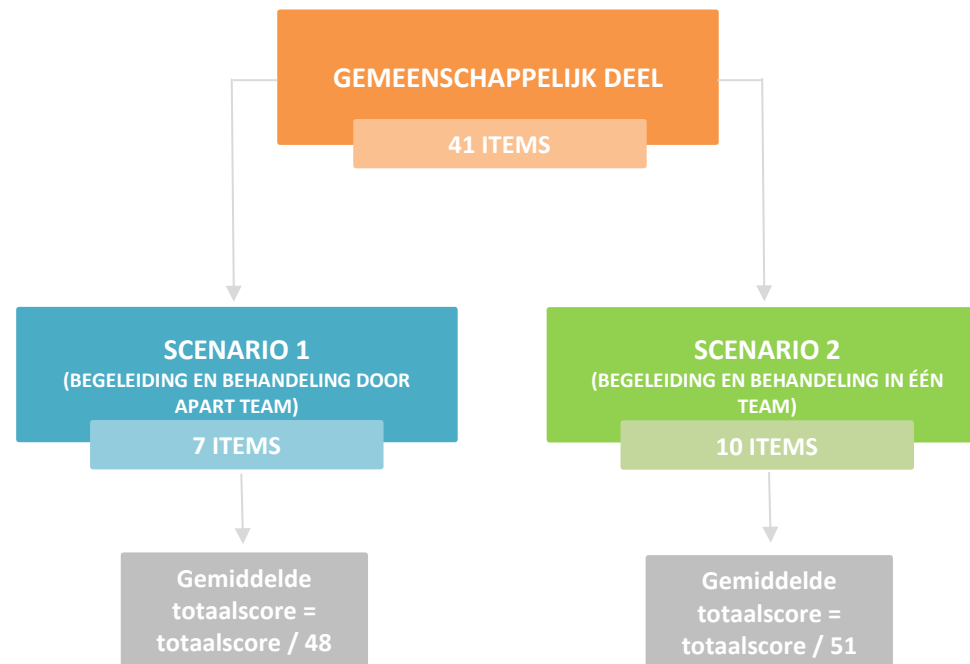 GEMEENSCHAPPELIJK DEEL
41 ITEMS
SCENARIO 1
(BEGELEIDING EN BEHANDELING DOOR
APART TEAM)
7 ITEMS
SCENARIO 2
(BEGELEIDING EN BEHANDELING IN ÉÉN
TEAM)
10 ITEMS
Gemiddelde
totaalscore =
totaalscore / 48
Gemiddelde
totaalscore =
totaalscore / 51